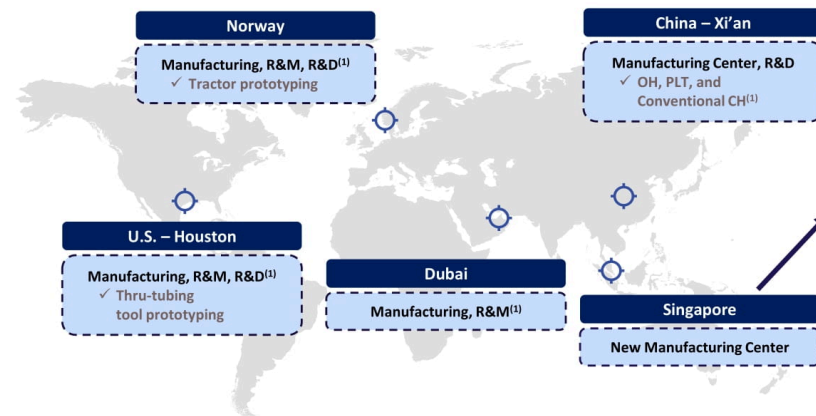 Norway
Manufacturing, R&M, R&D(1)
✓ Tractor prototyping
China – Xi’an
Manufacturing Center, R&D
✓ OH, PLT, and
Conventional CH(1)
U.S. – Houston
Manufacturing, R&M, R&D(1)
✓ Thru-tubing
tool prototyping
Dubai
Manufacturing, R&M(1)
Singapore
New Manufacturing Center